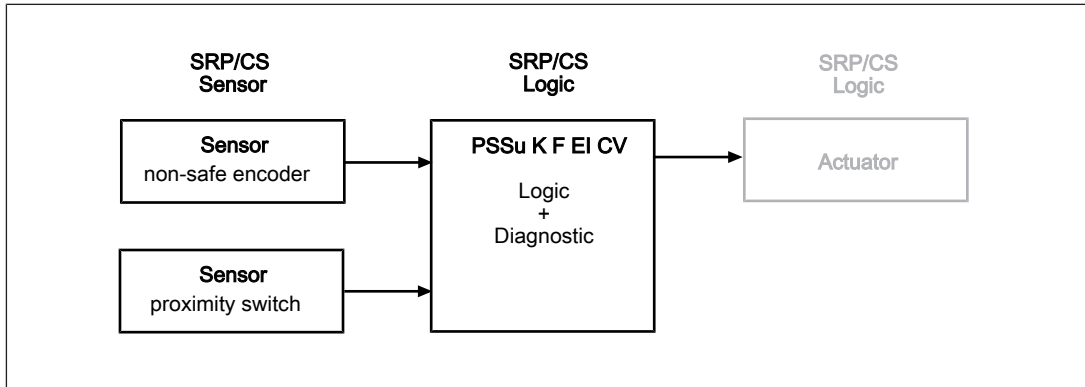 SRP/CS
Sensor
SRP/CS
Logic
SRP/CS
Logic
Sensor
non-safe encoder
Sensor
proximity switch
PSSu K F EI CV
Logic
+
Diagnostic
Actuator